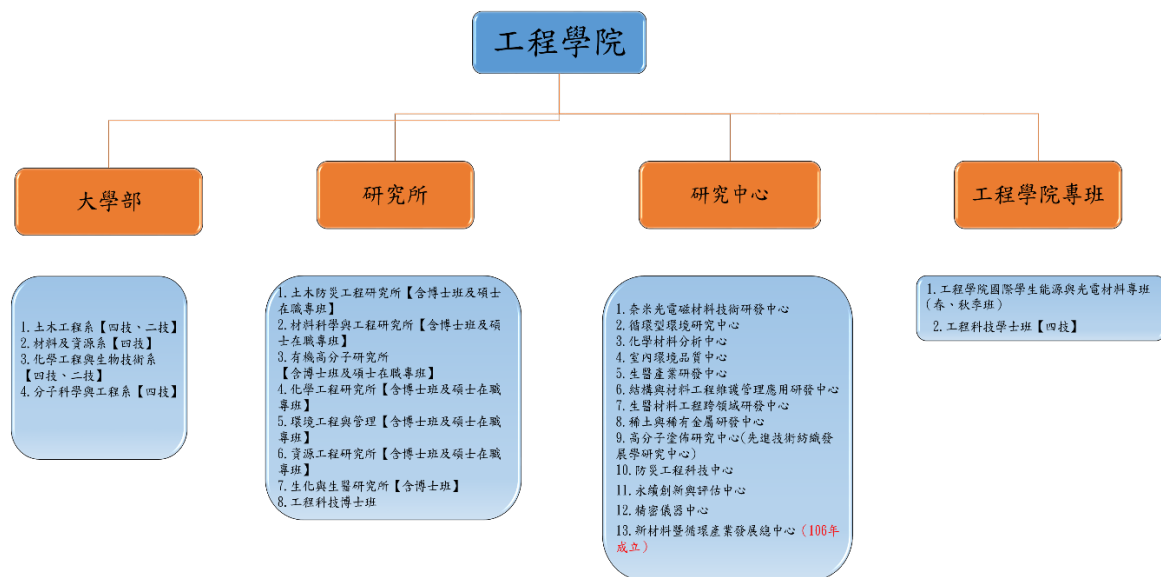 工程學院
大學部
研究所
研究中心
工程學院專班
1.土木工程系【四技、二技】
2.材料及資源系【四技】
3.化學工程與生物技術系
【四技、二技】
4.分子科學與工程系【四技】
1.土木防災工程研究所【含博士班及碩士
在職專班】
2.材料科學與工程研究所【含博士班及碩
士在職專班】
3.有機高分子研究所
【含博士班及碩士在職專班】
4.化學工程研究所【含博士班及碩士在職
專班】
5.環境工程與管理【含博士班及碩士在職
專班】
6.資源工程研究所【含博士班及碩士在職
專班】
7.生化與生醫研究所【含博士班】
8.工程科技博士班
1.奈米光電磁材料技術研發中心
2.循環型環境研究中心
3.化學材料分析中心
4.室內環境品質中心
5.生醫產業研發中心
6.結構與材料工程維護管理應用研發中心
7.生醫材料工程跨領域研發中心
8.稀土與稀有金屬研發中心
9.高分子塗佈研究中心(先進技術紡織發
展學研究中心)
10.防災工程科技中心
11.永續創新與評估中心
12.精密儀器中心
13.新材料暨循環產業發展總中心(106年
成立)
1.工程學院國際學生能源與光電材料專班
(春、秋季班)
2.工程科技學士班【四技】